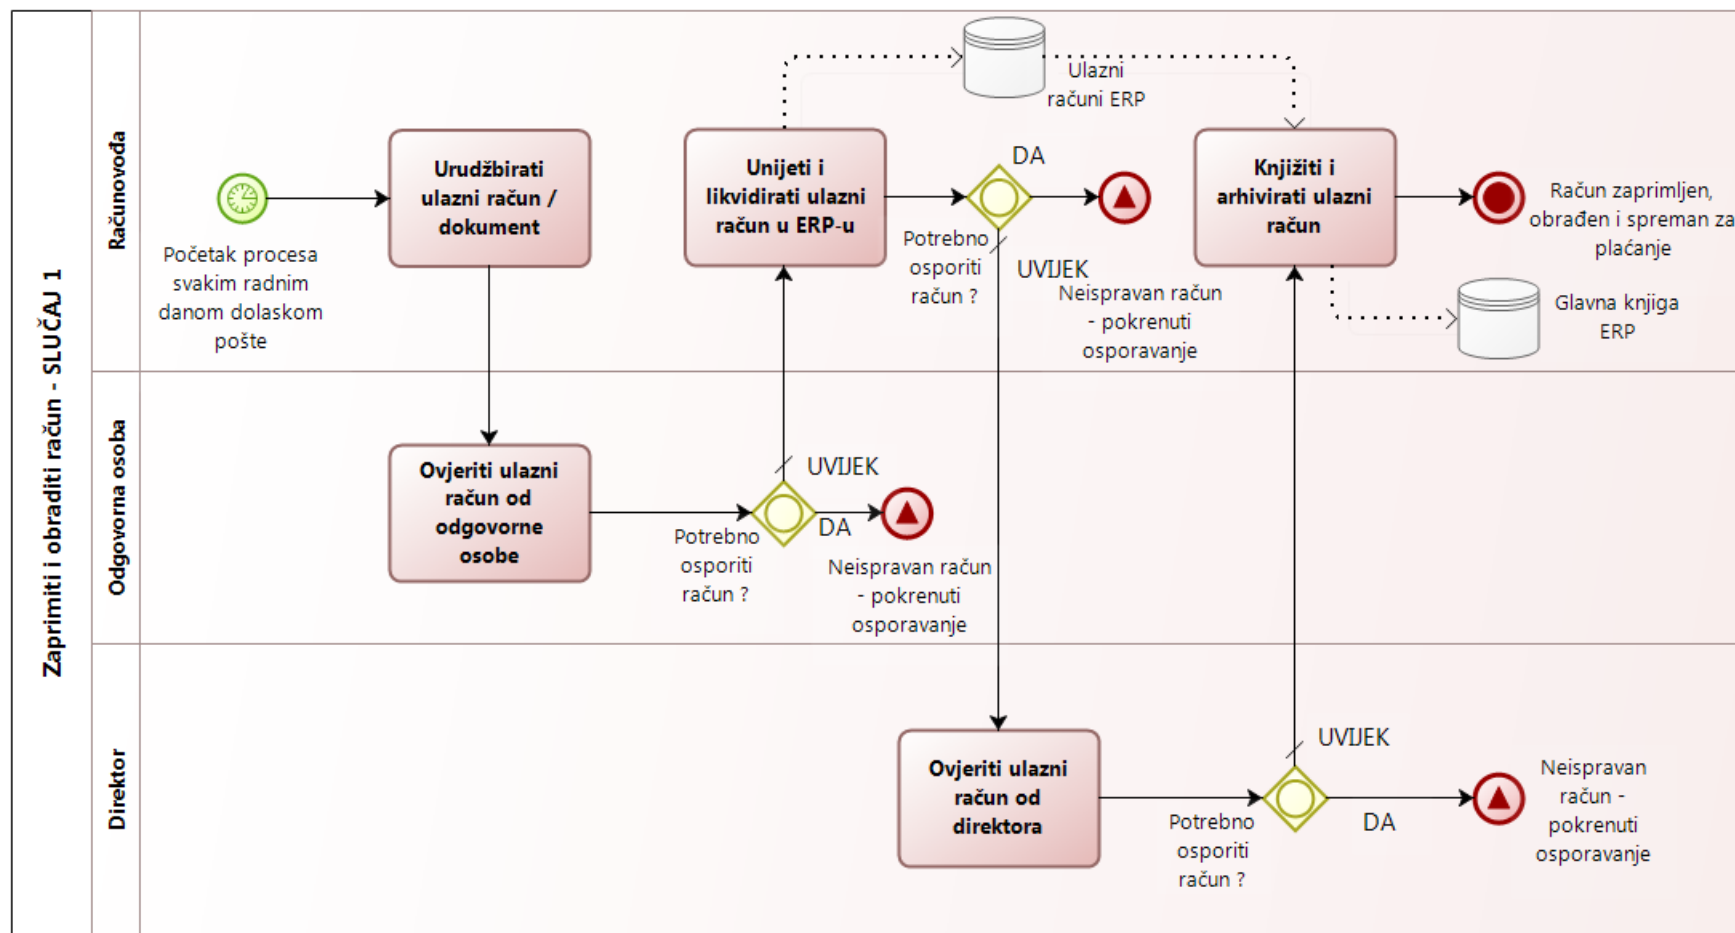 Zaprimiti i obraditi račun - SLUČAJ 1
Računovođa
Početak procesa
svakim radnim
danom dolaskom
pošte
Urudžbirati
ulazni račun /
dokument
Unijeti i
likvidirati ulazni
račun u ERP-u
Ulazni
računi ERP
Potrebno
osporiti
račun ?
DA
UVIJEK
Neispravan račun
- pokrenuti
osporavanje
Knjižiti i
arhivirati ulazni
račun
Račun zaprimljen,
obrađen i spreman za
plaćanje
Glavna knjiga
ERP
Odgovorna osoba
Ovjeriti ulazni
račun od
odgovorne
osobe
Potrebno
osporiti
račun ?
UVIJEK
DA
Neispravan račun
- pokrenuti
osporavanje
Direktor
Ovjeriti ulazni
račun od
direktora
Potrebno
osporiti
račun ?
UVIJEK
DA
Neispravan
račun -
pokrenuti
osporavanje